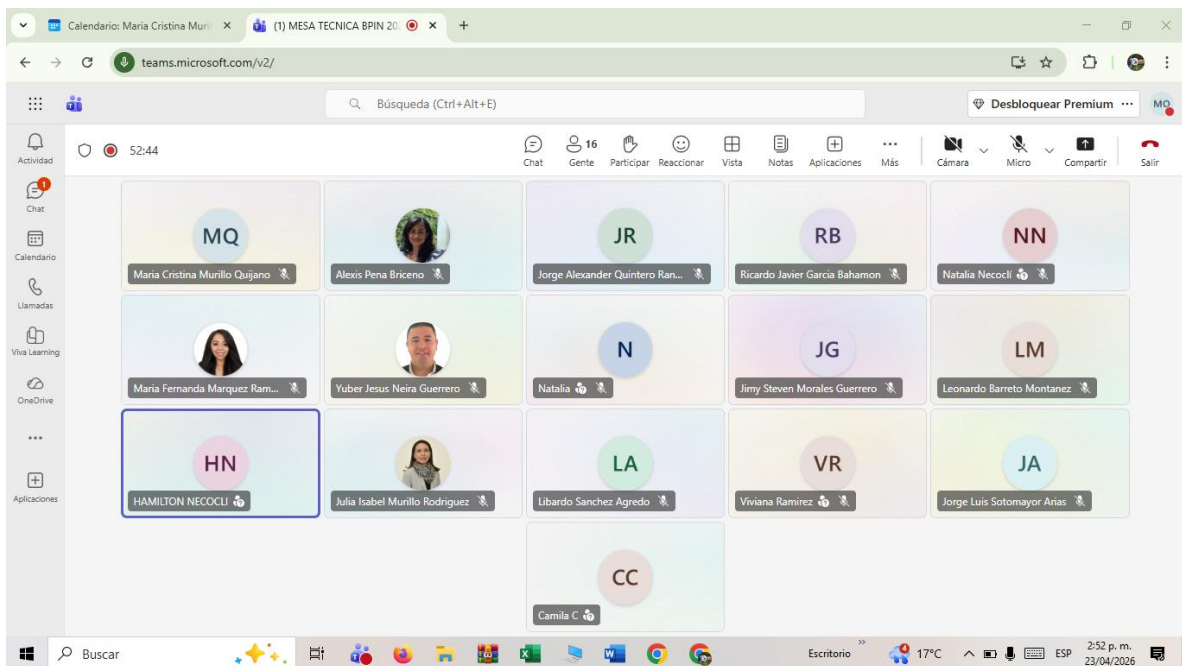 Calendario: Maria Cristina Muri
(1) MESA TECNICA BPIN 20
teams.microsoft.com/v2/
Búsqueda (Ctrl+Alt+E)
Desbloquear Premium ...
MQ
Actividad
52:44
Chat
16
Gente
Participar
Reaccionar
Vista
Notas
Aplicaciones
Más
Cámara
Micro
Compartir
Salir
1
Chat
Calendario
Llamadas
Viva Learning
OneDrive
Aplicaciones
MQ
Maria Cristina Murillo Quijano
Alexis Pena Briceno
JR
Jorge Alexander Quintero Ran...
RB
Ricardo Javier Garcia Bahamon
NN
Natalia Necoclí
Maria Fernanda Marquez Ram...
Yuber Jesus Neira Guerrero
N
Natalia
JG
Jimy Steven Morales Guerrero
LM
Leonardo Barreto Montanez
HN
HAMILTON NECOCLI
Julia Isabel Murillo Rodriguez
LA
Libardo Sanchez Agredo
VR
Viviana Ramirez
JA
Jorge Luis Sotomayor Arias
CC
Camila C
Buscar
Escritorio
17°C
ESP
2:52 p. m.
23/04/2026